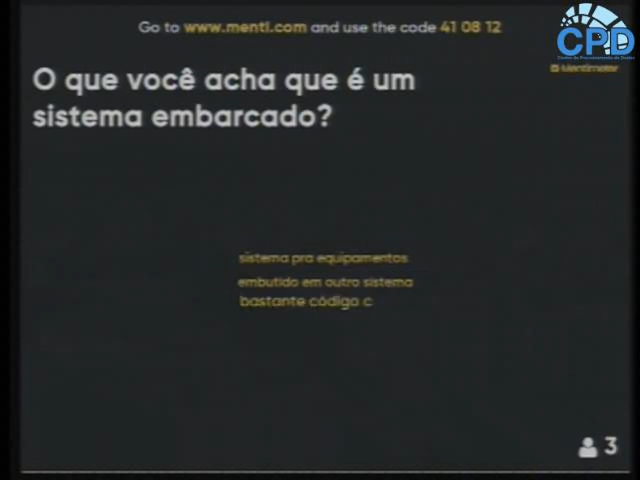 Go to www.menti.com and use the code 41 08 12
CPD
Mentimeter
O que você acha que é um
sistema embarcado?
sistema pra equipamentos
embutido em outro sistema
bastante código c
3